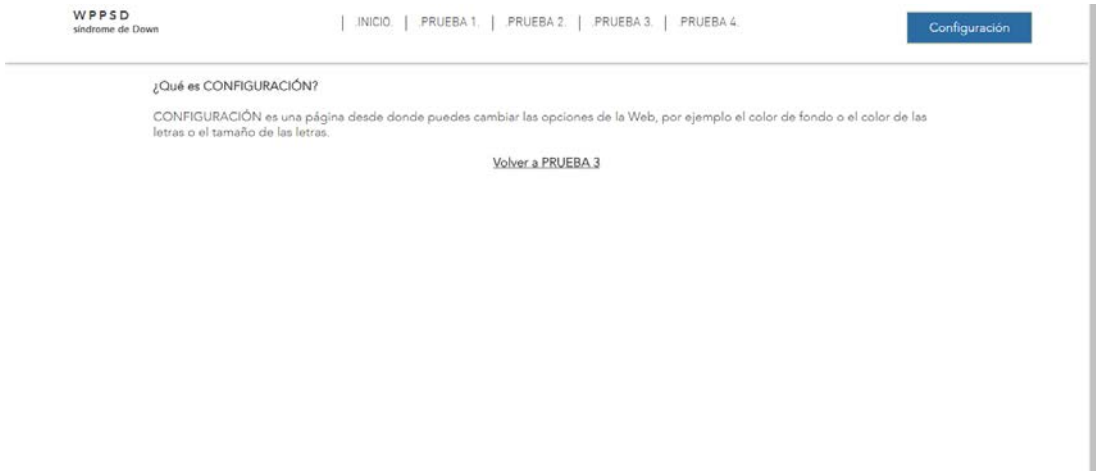 WPPSD
síndrome de Down
| .INICIO. | .PRUEBA 1. | .PRUEBA 2. | .PRUEBA 3. | .PRUEBA 4.
Configuración
¿Qué es CONFIGURACIÓN?
CONFIGURACIÓN es una página desde donde puedes cambiar las opciones de la Web, por ejemplo el color de fondo o el color de las
letras o el tamaño de las letras.
Volver a PRUEBA 3